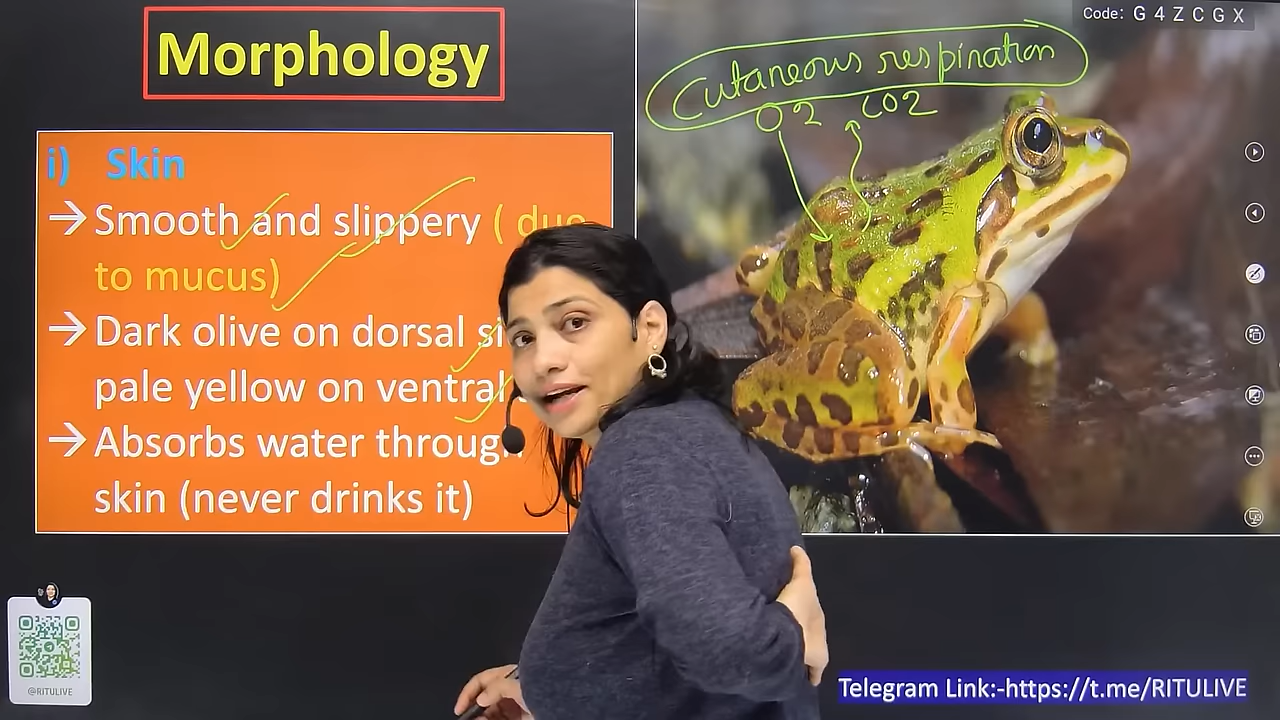 Morphology
i) Skin
→ Smooth and slippery ( due
to mucus)
→ Dark olive on dorsal
pale yellow on ventral
→ Absorbs water through
skin (never drinks it)
Code: G 4 Z C G X
Cutaneous respiration
O2 CO2
@RITULIVE
Telegram Link:-https://t.me/RITULIVE